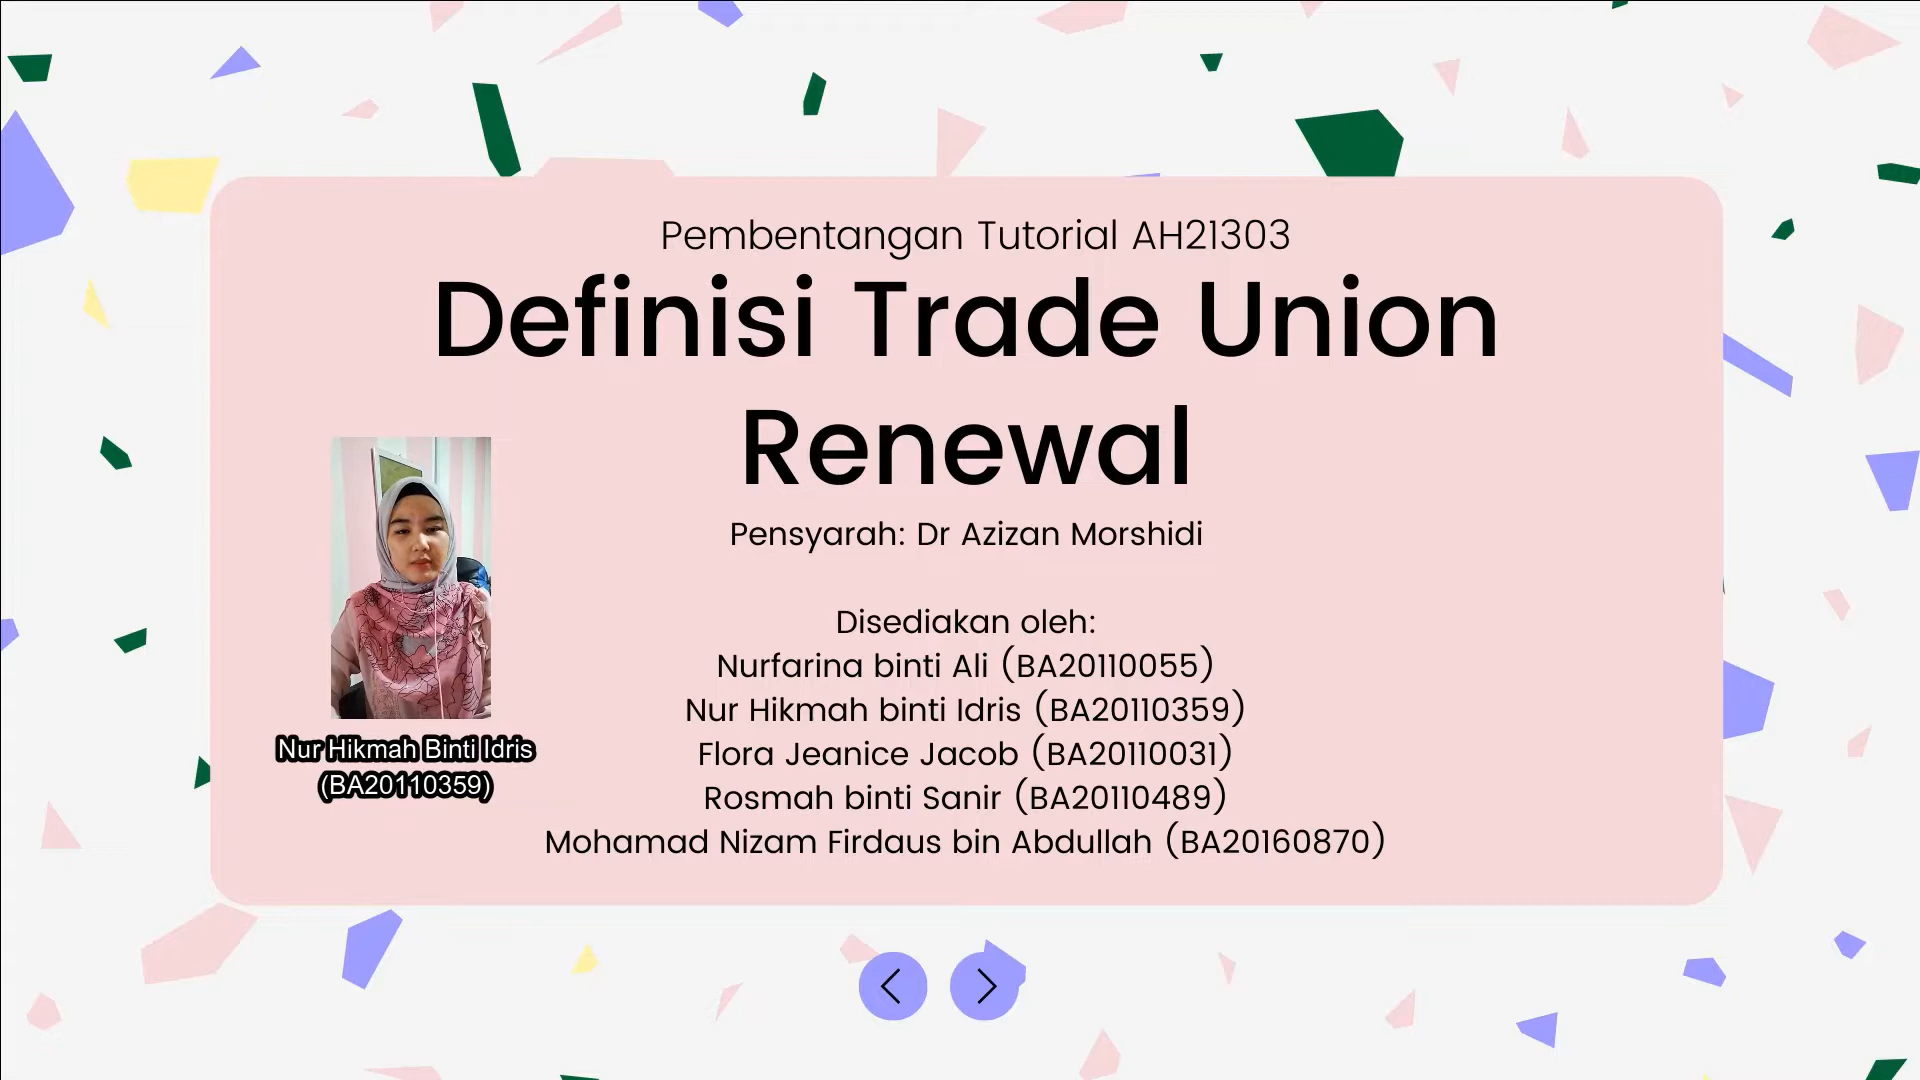 Pembentangan Tutorial AH21303
Definisi Trade Union
Renewal
Pensyarah: Dr Azizan Morshidi
Disediakan oleh:
Nurfarina binti Ali (BA20110055)
Nur Hikmah binti Idris (BA20110359)
Flora Jeanice Jacob (BA20110031)
Rosmah binti Sanir (BA20110489)
Mohamad Nizam Firdaus bin Abdullah (BA20160870)
Nur Hikmah Binti Idris
(BA20110359)